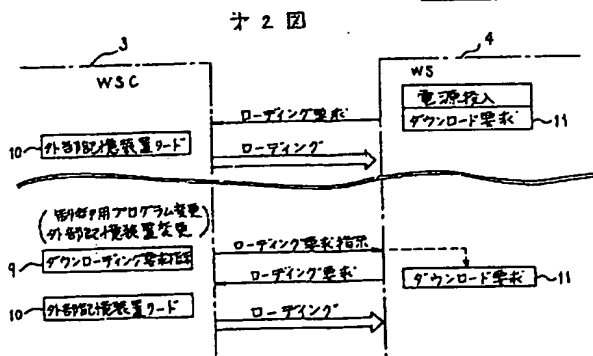 第2図
3
4
WSC
WS
電源投入
ローディング要求
ダウンロード要求
11
10
外部記憶装置リード
ローディング
制御用プログラム変更
外部記憶装置変更
ローディング要求指示
9
ダウンローディング要求指示
ローディング要求
ダウンロード要求
11
10
外部記憶装置リード
ローディング